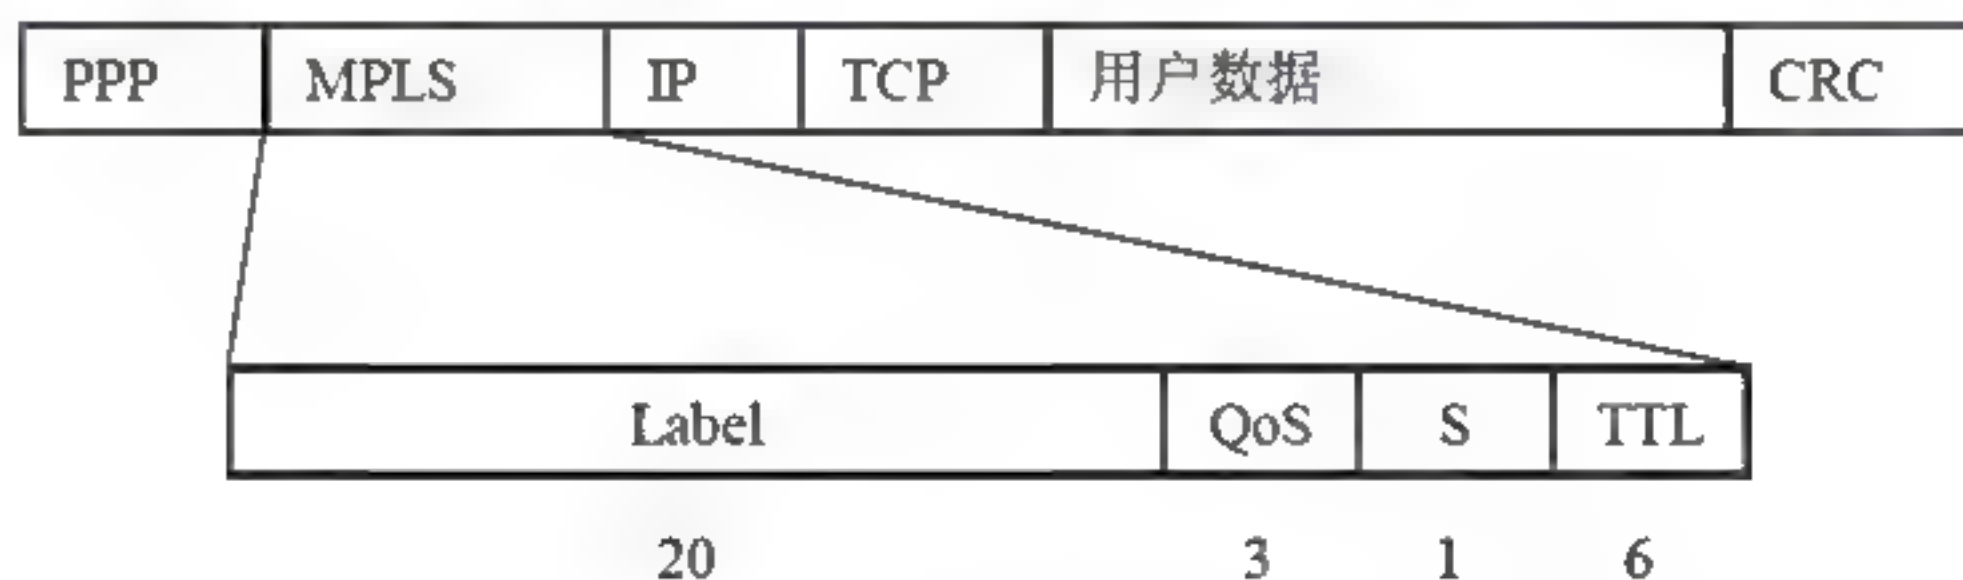 PPP MPLS IP TCP 用户数据 CRC
Label QoS S TTL
20 3 1 6